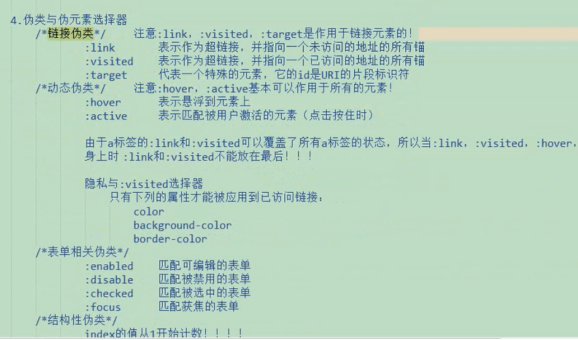 4.伪类与伪元素选择器
/*链接伪类*/ 注意:link，:visited，:target是作用于链接元素的！
:link 表示作为超链接，并指向一个未访问的地址的所有锚
:visited 表示作为超链接，并指向一个已访问的地址的所有锚
:target 代表一个特殊的元素，它的id是URI的片段标识符
/*动态伪类*/ 注意:hover，:active基本可以作用于所有的元素！
:hover 表示悬浮到元素上
:active 表示匹配被用户激活的元素（点击按住时）
由于a标签的:link和:visited可以覆盖了所有a标签的状态，所以当:link，:visited，:hover，
身上时 :link和:visited不能放在最后！！！
隐私与:visited选择器
只有下列的属性才能被应用到已访问链接：
color
background-color
border-color
/*表单相关伪类*/
:enabled 匹配可编辑的表单
:disable 匹配被禁用的表单
:checked 匹配被选中的表单
:focus 匹配获焦的表单
/*结构性伪类*/
index的值从1开始计数！！！！